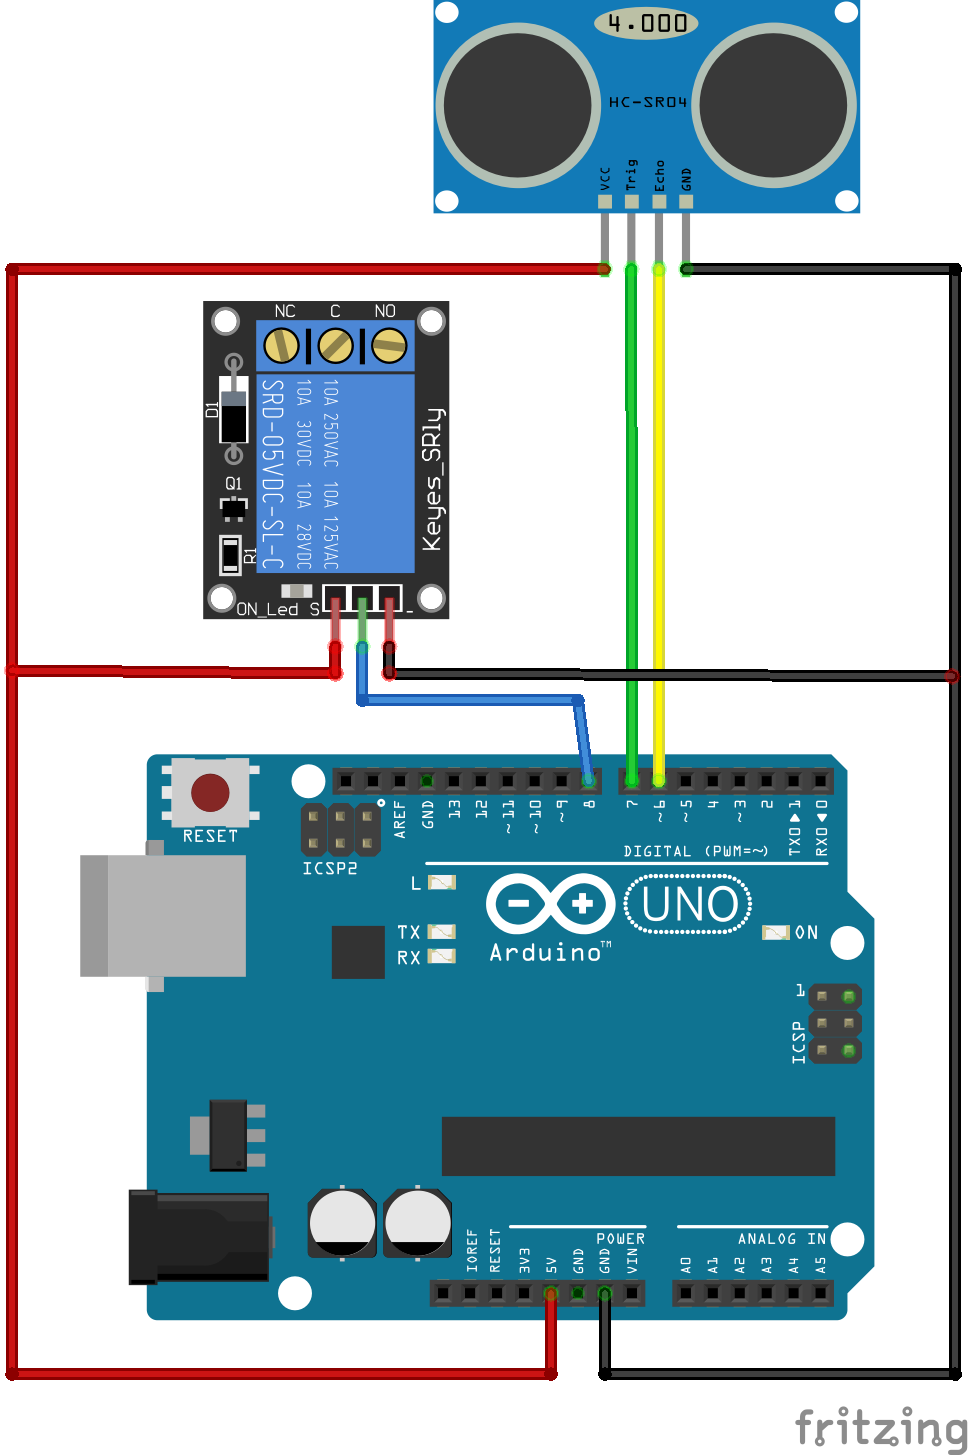 4.000
HC-SR04
VCC
Trig
Echo
GND
NC C NO
D1
SRD-05VDC-SL-C
10A 30VDC 10A 28VDC
10A 250VAC 10A 125VAC
Keyes_SRly
Q1
R1
ON_Led S -
RESET
AREF
GND
13
12
~11
~10
~9
8
7
~6
~5
4
~3
2
TX0▶1
RX0◀0
ICSP2
DIGITAL (PWM=~)
L
TX
RX
Arduino™
UNO
ON
1
ICSP
POWER
ANALOG IN
IOREF
RESET
3V3
5V
GND
GND
VIN
A0
A1
A2
A3
A4
A5
fritzing